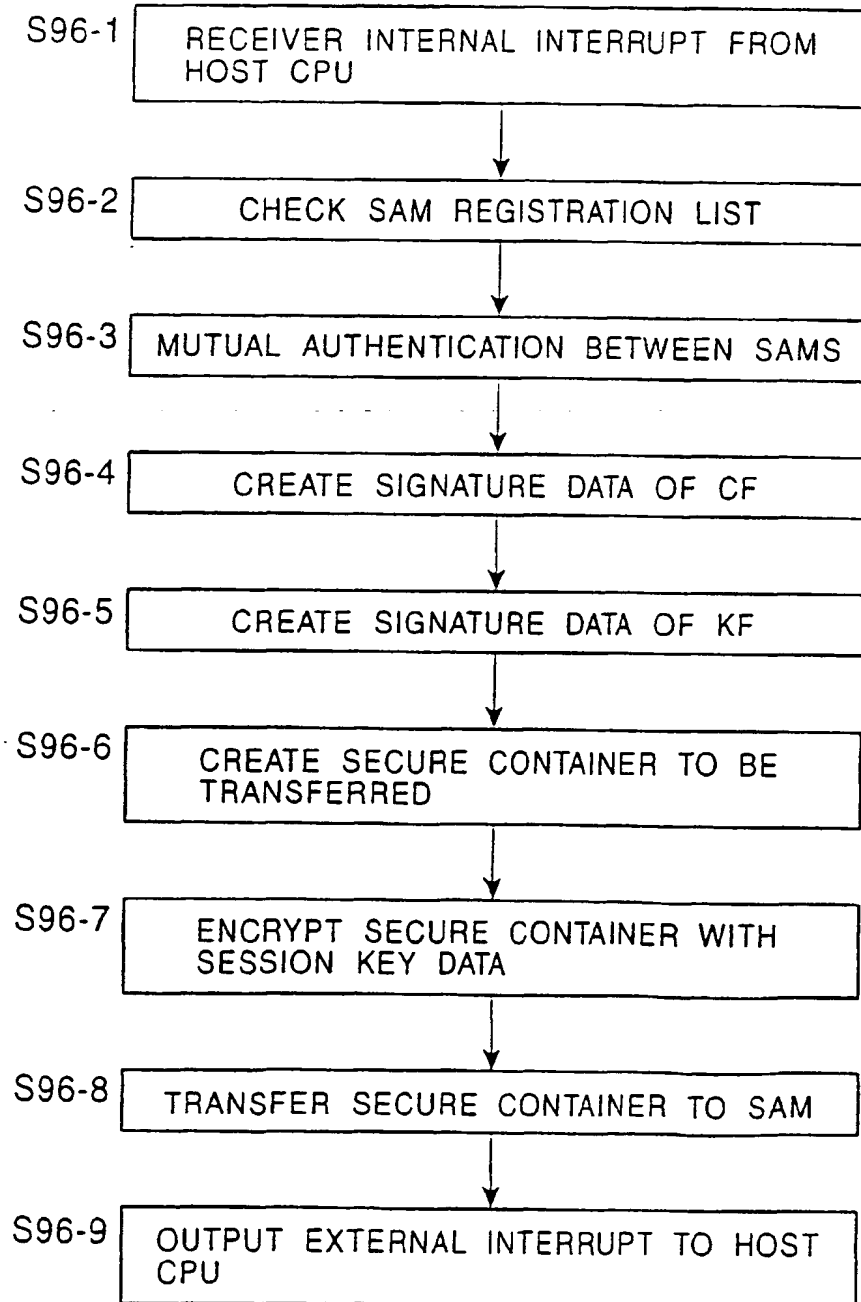 S96-1
RECEIVER INTERNAL INTERRUPT FROM
HOST CPU
S96-2
CHECK SAM REGISTRATION LIST
S96-3
MUTUAL AUTHENTICATION BETWEEN SAMS
S96-4
CREATE SIGNATURE DATA OF CF
S96-5
CREATE SIGNATURE DATA OF KF
S96-6
CREATE SECURE CONTAINER TO BE
TRANSFERRED
S96-7
ENCRYPT SECURE CONTAINER WITH
SESSION KEY DATA
S96-8
TRANSFER SECURE CONTAINER TO SAM
S96-9
OUTPUT EXTERNAL INTERRUPT TO HOST
CPU